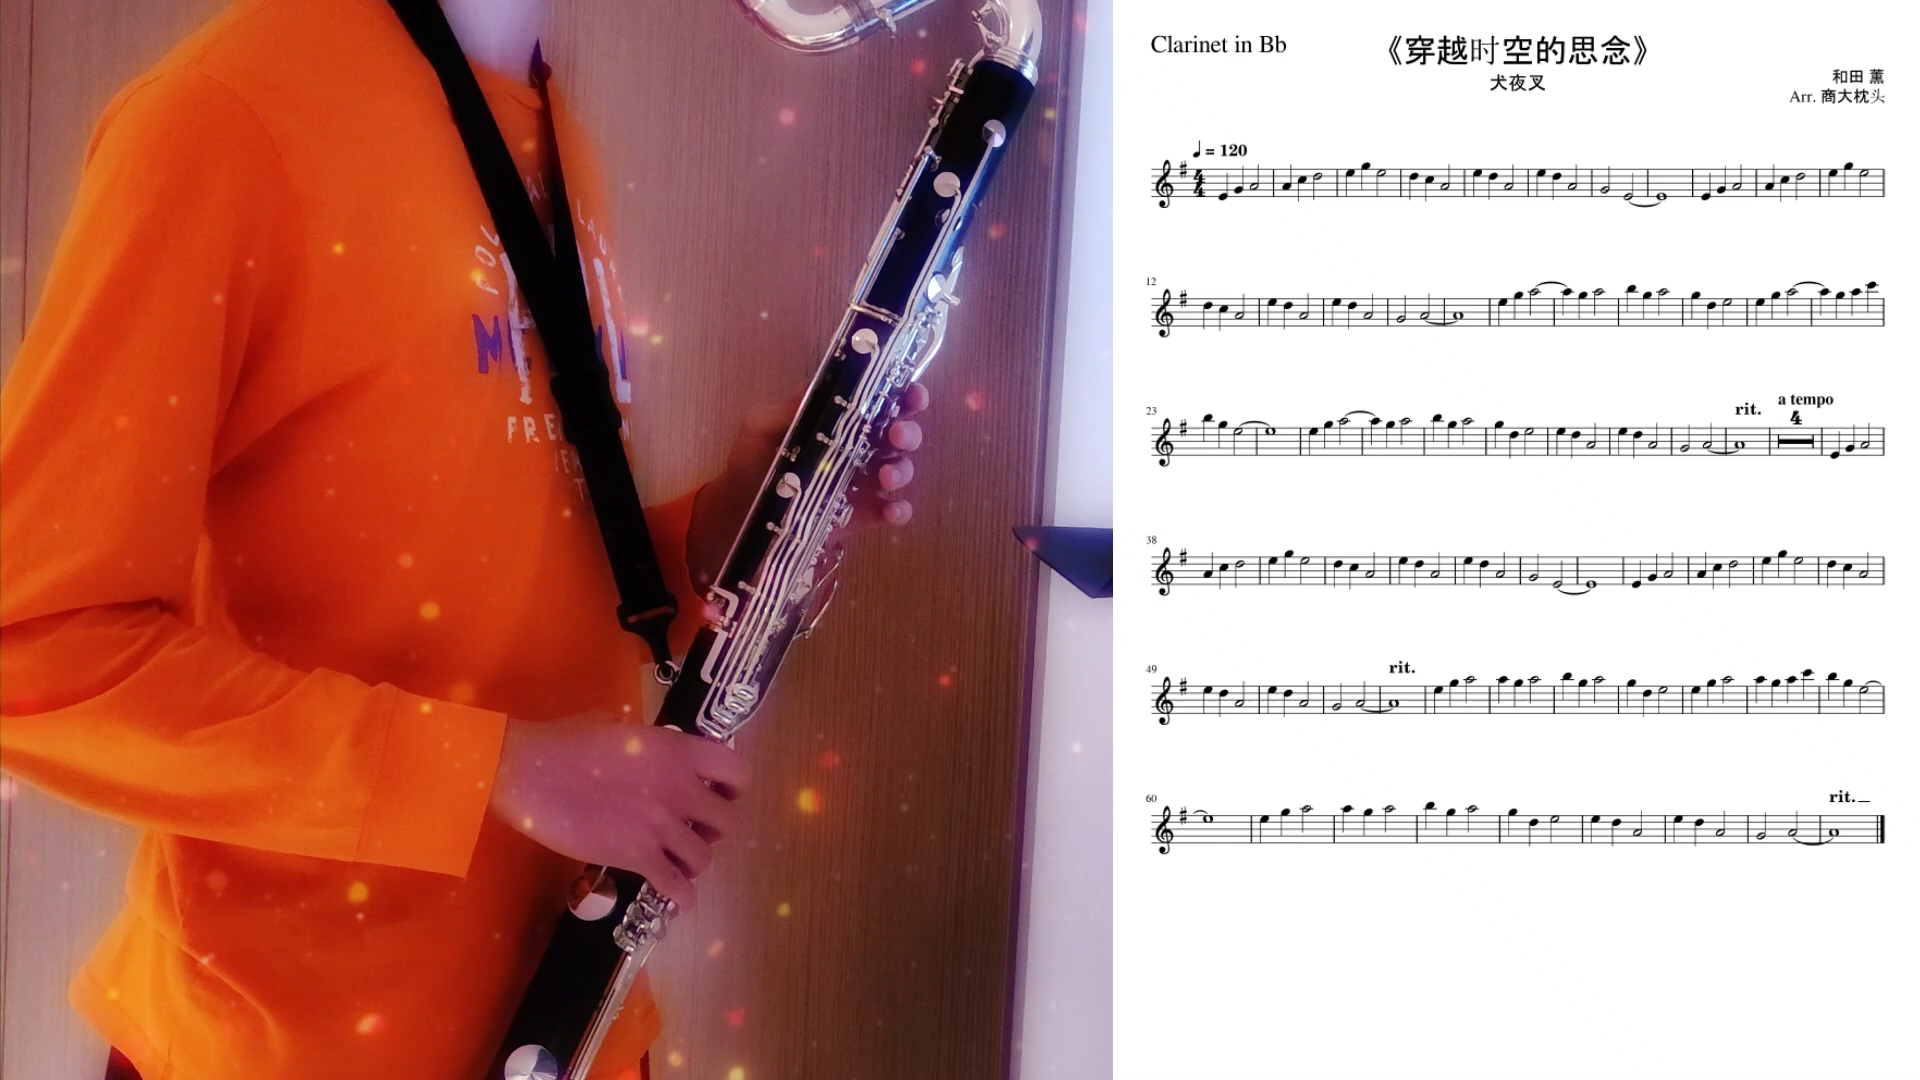 Clarinet in Bb
《穿越时空的思念》
犬夜叉
和田 薫
Arr. 商大枕头
= 120
12
23
rit.
a tempo
4
38
49
rit.
60
rit.